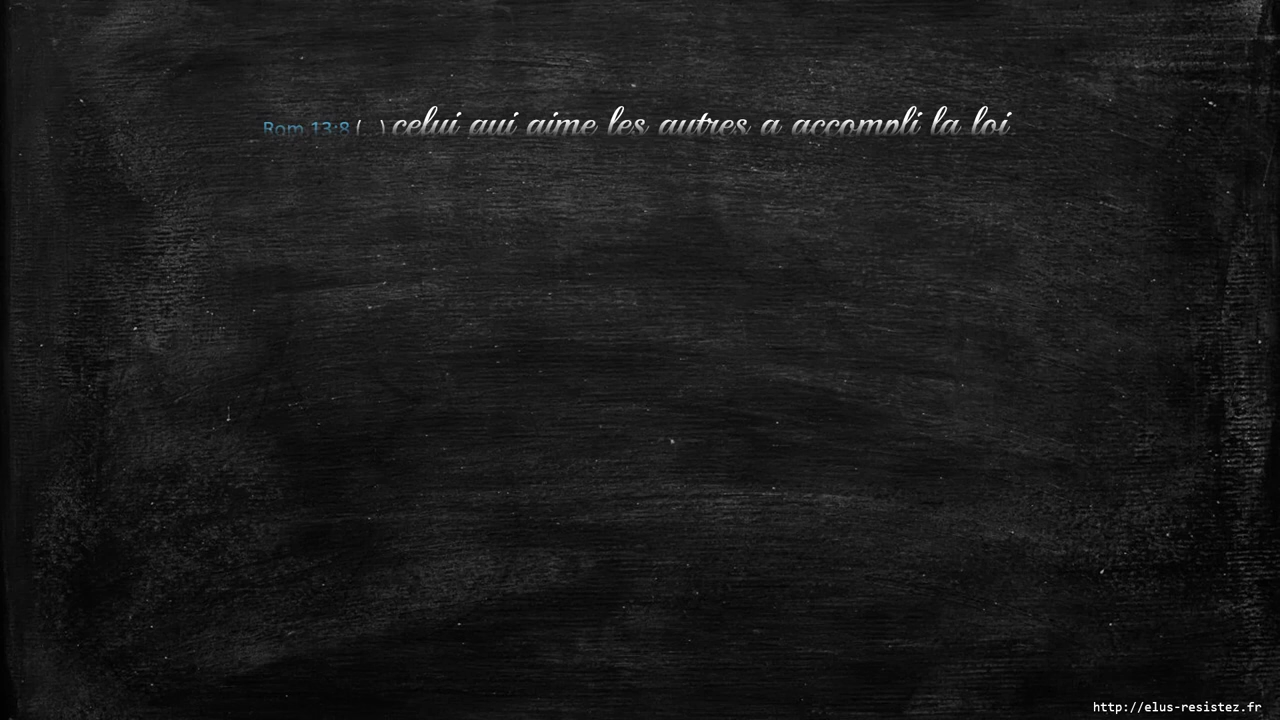 Rom 13:8 (...) celui qui aime les autres a accompli la loi
http://elus-resistez.fr